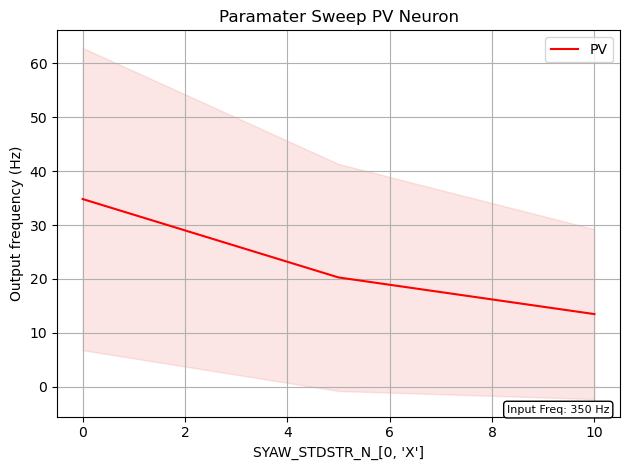 Paramater Sweep PV Neuron
PV
Output frequency (Hz)
60
50
40
30
20
10
0
Input Freq: 350 Hz
0 2 4 6 8 10
SYAW_STDSTR_N_[0, 'X']